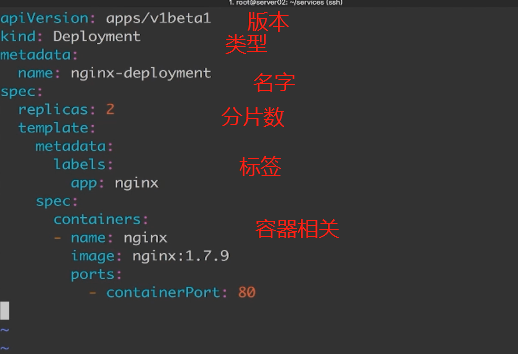 1. root@server02: ~/services (ssh)
apiVersion: apps/v1beta1 版本
kind: Deployment 类型
metadata:
name: nginx-deployment 名字
spec:
replicas: 2 分片数
template:
metadata:
labels: 标签
app: nginx
spec:
containers: 容器相关
- name: nginx
image: nginx:1.7.9
ports:
- containerPort: 80
~
~